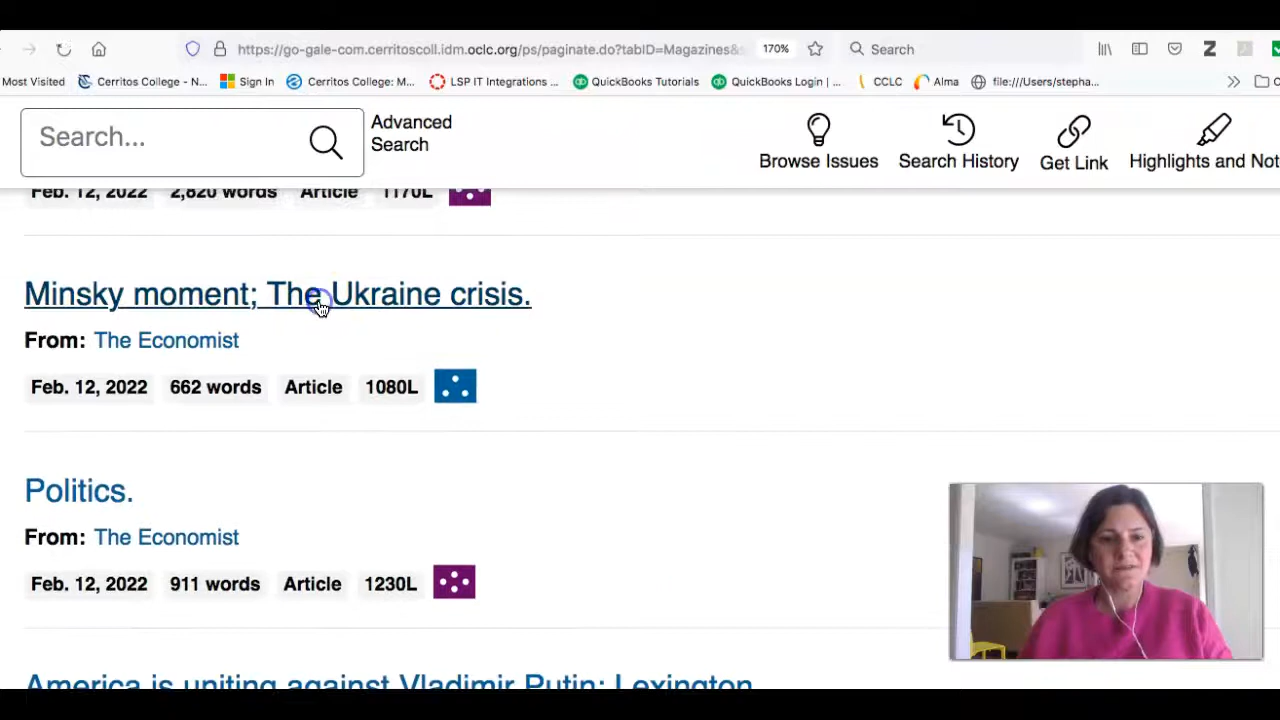 https://go-gale-com.cerritoscoll.idm.oclc.org/ps/paginate.do?tabID=Magazines&s
170%
Search
Most Visited
Cerritos College - N...
Sign In
Cerritos College: M...
LSP IT Integrations ...
QuickBooks Tutorials
QuickBooks Login | ...
CCLC
Alma
file:///Users/stepha...
Search...
Advanced
Search
Browse Issues
Search History
Get Link
Highlights and Not
Feb. 12, 2022 2,820 words Article 1170L
Minsky moment; The Ukraine crisis.
From: The Economist
Feb. 12, 2022 662 words Article 1080L
Politics.
From: The Economist
Feb. 12, 2022 911 words Article 1230L
America is uniting against Vladimir Putin; Lexington